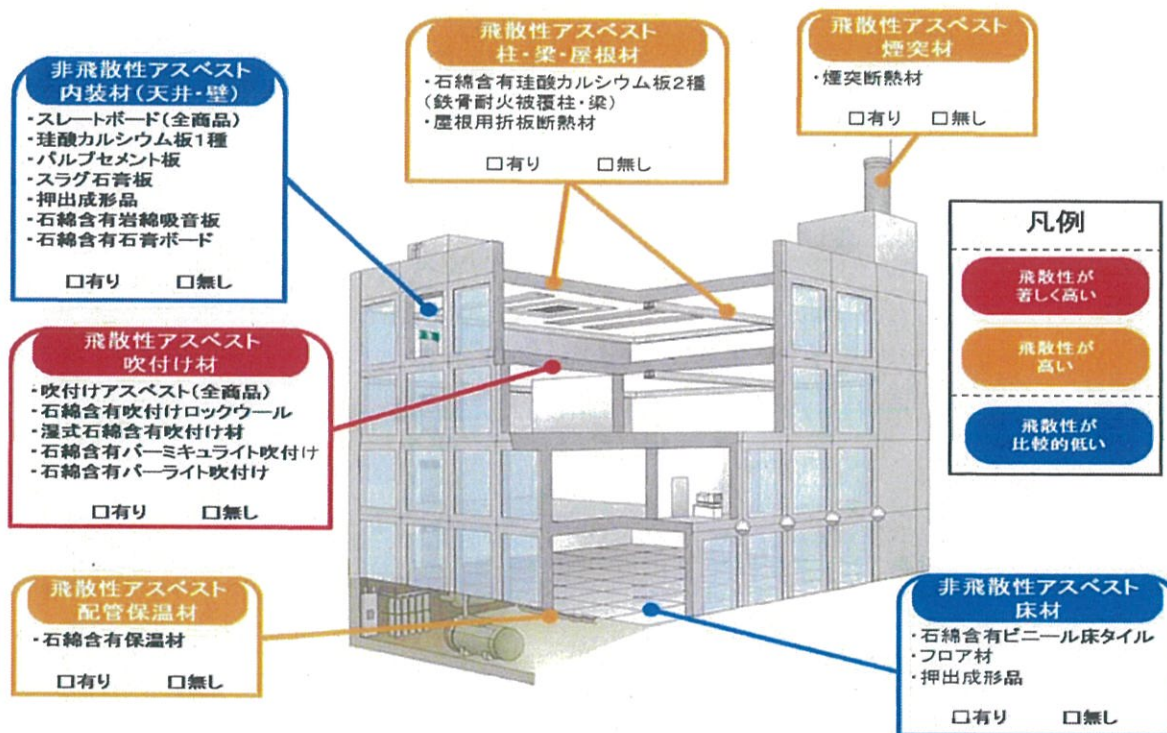 非飛散性アスベスト
内装材(天井・壁)
・スレートボード(全商品)
・珪酸カルシウム板1種
・パルプセメント板
・スラグ石膏板
・押出成形品
・石綿含有岩綿吸音板
・石綿含有石膏ボード
□有り □無し
飛散性アスベスト
柱・梁・屋根材
・石綿含有珪酸カルシウム板2種
(鉄骨耐火被覆柱・梁)
・屋根用折板断熱材
□有り □無し
飛散性アスベスト
煙突材
・煙突断熱材
□有り □無し
凡例
飛散性が
著しく高い
飛散性が
高い
飛散性が
比較的低い
飛散性アスベスト
吹付け材
・吹付けアスベスト(全商品)
・石綿含有吹付けロックウール
・湿式石綿含有吹付け材
・石綿含有バーミキュライト吹付け
・石綿含有パーライト吹付け
□有り □無し
飛散性アスベスト
配管保温材
・石綿含有保温材
□有り □無し
非飛散性アスベスト
床材
・石綿含有ビニール床タイル
・フロア材
・押出成形品
□有り □無し